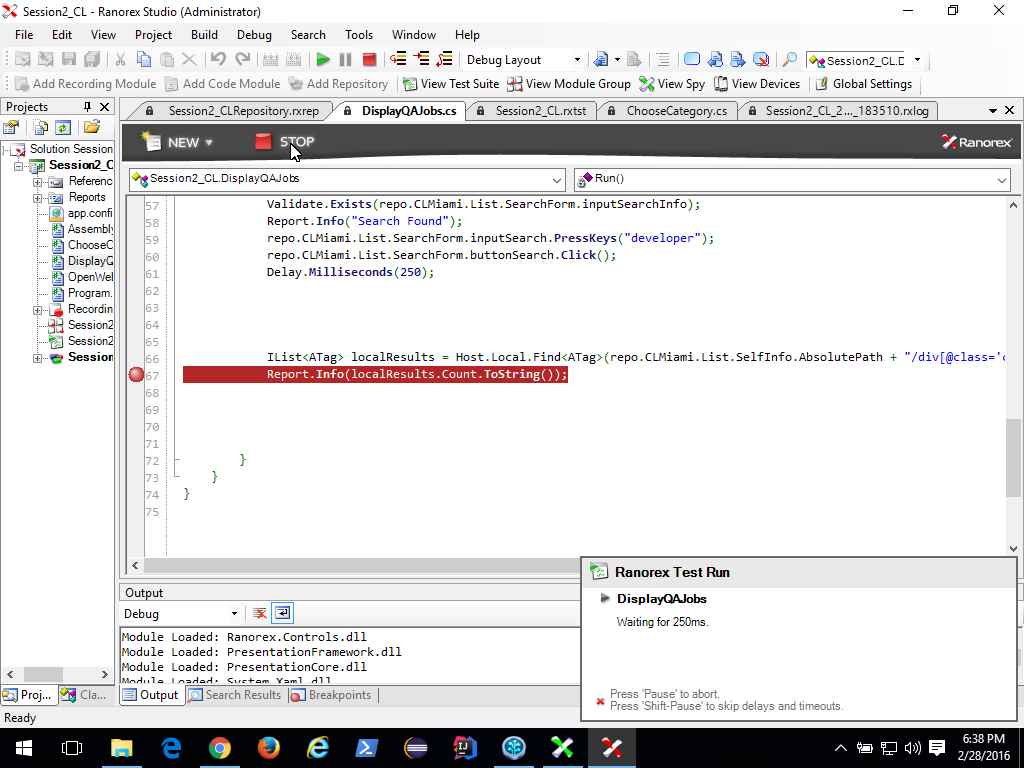 Session2_CL - Ranorex Studio (Administrator)
File Edit View Project Build Debug Search Tools Window Help
Debug Layout
Session2_CL.D
Add Recording Module Add Code Module Add Repository View Test Suite View Module Group View Spy View Devices Global Settings
Projects
Session2_CLRepository.rxrep DisplayQAJobs.cs Session2_CL.rxtst ChooseCategory.cs Session2_CL_2..._183510.rxlog
NEW STOP Ranorex
Session2_CL.DisplayQAJobs Run()
Solution Session
Session2_C
Referenc
Reports
app.confi
Assembly
ChooseC
DisplayQ
OpenWel
Program.
Recordin
Session2
Session2
Session
57 Validate.Exists(repo.CLMiami.List.SearchForm.inputSearchInfo);
58 Report.Info("Search Found");
59 repo.CLMiami.List.SearchForm.inputSearch.PressKeys("developer");
60 repo.CLMiami.List.SearchForm.buttonSearch.Click();
61 Delay.Milliseconds(250);
62
63
64
65
66 IList<ATag> localResults = Host.Local.Find<ATag>(repo.CLMiami.List.SelfInfo.AbsolutePath + "/div[@class='c
67 Report.Info(localResults.Count.ToString());
68
69
70
71
72 }
73 }
74 }
75
Output
Debug
Module Loaded: Ranorex.Controls.dll
Module Loaded: PresentationFramework.dll
Module Loaded: PresentationCore.dll
Module Loaded: System.Xaml.dll
Ranorex Test Run
DisplayQAJobs
Waiting for 250ms.
Press 'Pause' to abort.
Press 'Shift-Pause' to skip delays and timeouts.
Proj... Cla... Output Search Results Breakpoints
Ready
6:38 PM
2/28/2016